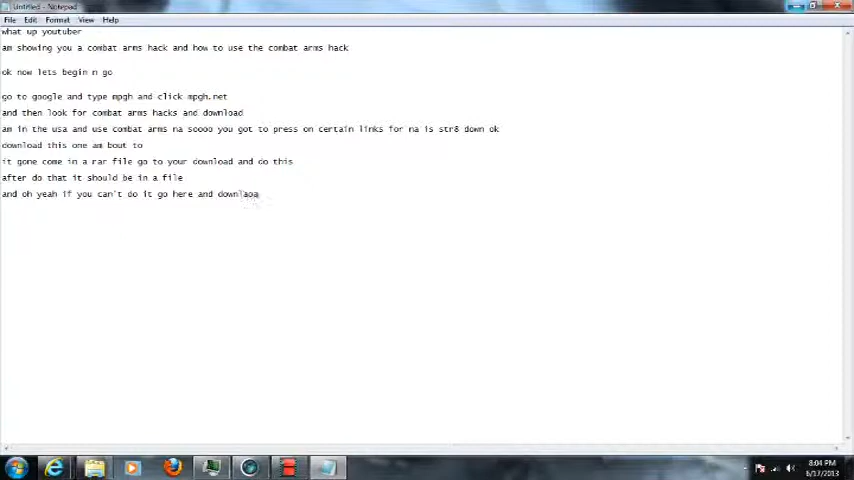 Untitled - Notepad
File Edit Format View Help
what up youtuber
am showing you a combat arms hack and how to use the combat arms hack
ok now lets begin n go
go to google and type mpgh and click mpgh.net
and then look for combat arms hacks and download
am in the usa and use combat arms na soooo you got to press on certain links for na is str8 down ok
download this one am bout to
it gone come in a rar file go to your download and do this
after do that it should be in a file
and oh yeah if you can't do it go here and downlaoa
8:04 PM
6/17/2013